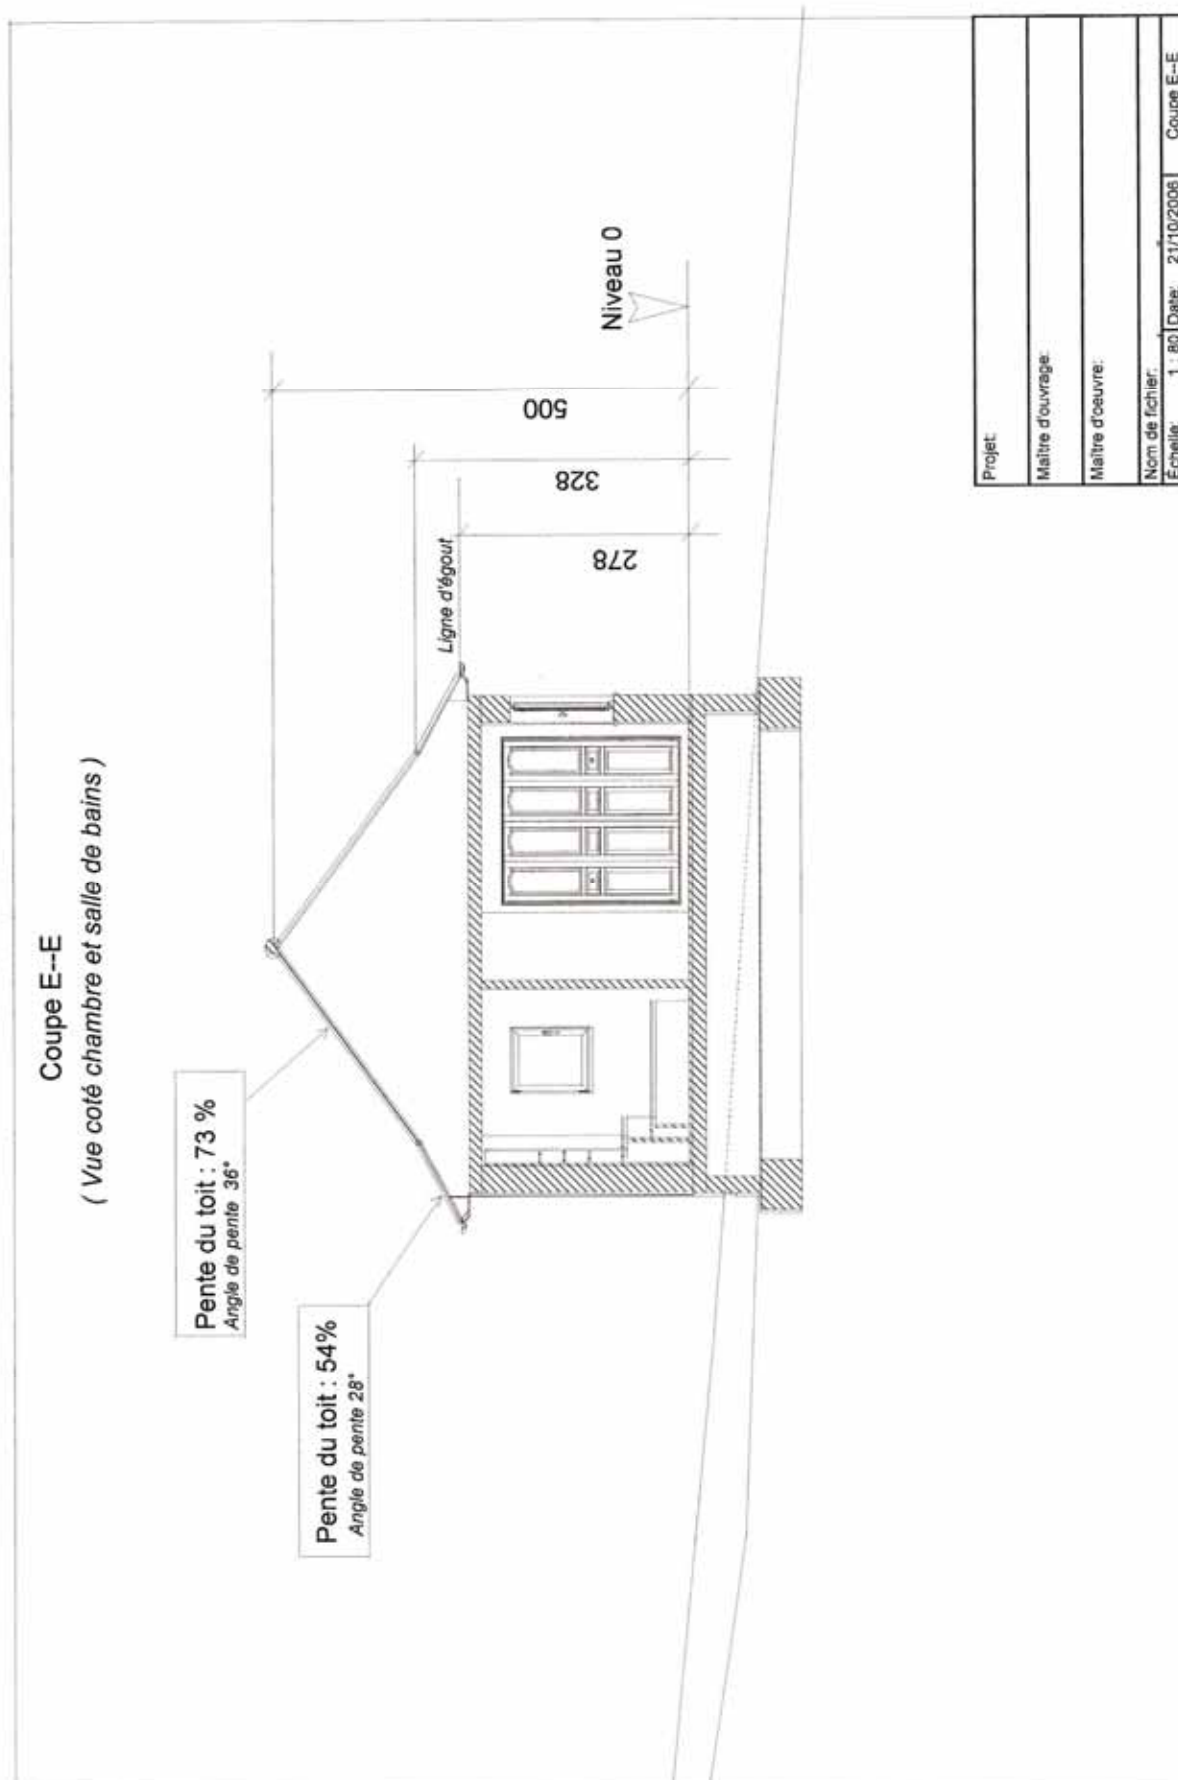 Coupe E--E
( Vue coté chambre et salle de bains )
Pente du toit : 73 %
Angle de pente 36°
Pente du toit : 54%
Angle de pente 28°
Ligne d'égout
278
328
500
Niveau 0
Projet:
Maître d'ouvrage:
Maître d'oeuvre:
Nom de fichier:
Échelle: 1 : 80 Date: 21/10/2006 Coupe E--E